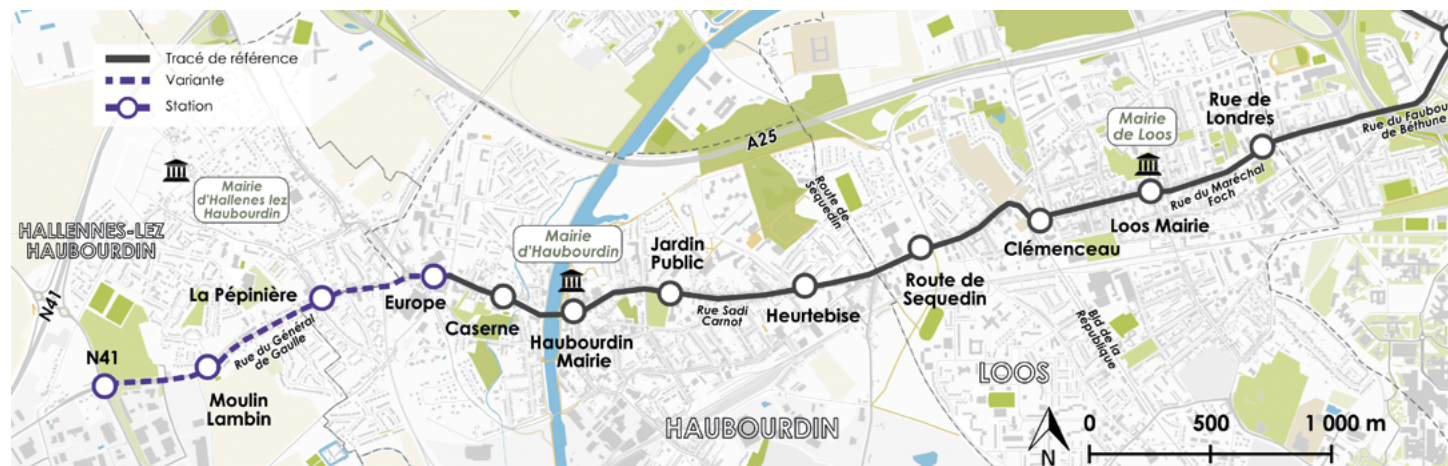 Tracé de référence
Variante
Station
Mairie
d'Hallenes lez
Haubourdin
HALLENNES-LEZ
HAUBOURDIN
N41
N41
Moulin
Lambin
La Pépinière
Rue du Général
de Gaulle
Europe
Caserne
Mairie
d'Haubourdin
Haubourdin
Mairie
Jardin
Public
Rue Sadi
Carnot
Heurtebise
HAUBOURDIN
A25
Route de
Sequedin
Route de
Sequedin
Clémenceau
Mairie
de Loos
Loos Mairie
Rue du Maréchal
Foch
Rue de
Londres
Rue du Faubou
de Béthune
Bld de la
République
LOOS
N
0 500 1 000 m